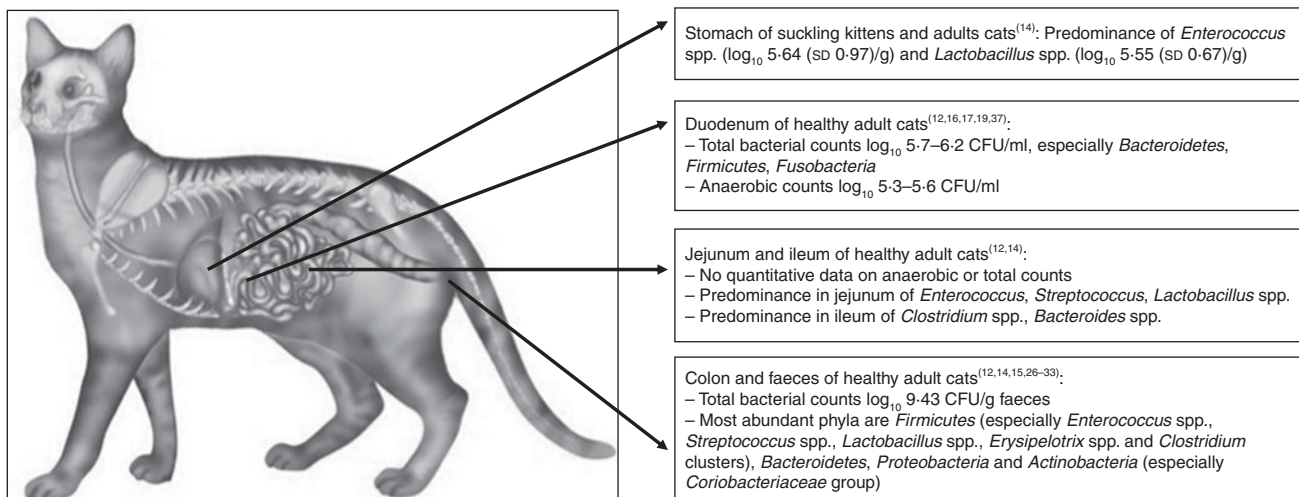 Stomach of suckling kittens and adults cats(14): Predominance of Enterococcus
spp. (log10 5·64 (SD 0·97)/g) and Lactobacillus spp. (log10 5·55 (SD 0·67)/g)
Duodenum of healthy adult cats(12,16,17,19,37):
– Total bacterial counts log10 5·7–6·2 CFU/ml, especially Bacteroidetes,
Firmicutes, Fusobacteria
– Anaerobic counts log10 5·3–5·6 CFU/ml
Jejunum and ileum of healthy adult cats(12,14):
– No quantitative data on anaerobic or total counts
– Predominance in jejunum of Enterococcus, Streptococcus, Lactobacillus spp.
– Predominance in ileum of Clostridium spp., Bacteroides spp.
Colon and faeces of healthy adult cats(12,14,15,26–33):
– Total bacterial counts log10 9·43 CFU/g faeces
– Most abundant phyla are Firmicutes (especially Enterococcus spp.,
Streptococcus spp., Lactobacillus spp., Erysipelotrix spp. and Clostridium
clusters), Bacteroidetes, Proteobacteria and Actinobacteria (especially
Coriobacteriaceae group)